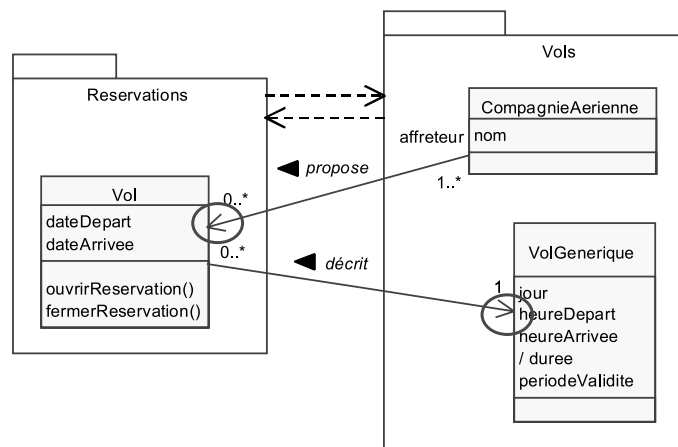 Reservations
Vols
CompagnieAerienne
nom
affreteur
propose
1..*
Vol
dateDepart
dateArrivee
ouvrirReservation()
fermerReservation()
0..*
0..*
décrit
1
VolGenerique
jour
heureDepart
heureArrivee
/ duree
periodeValidite